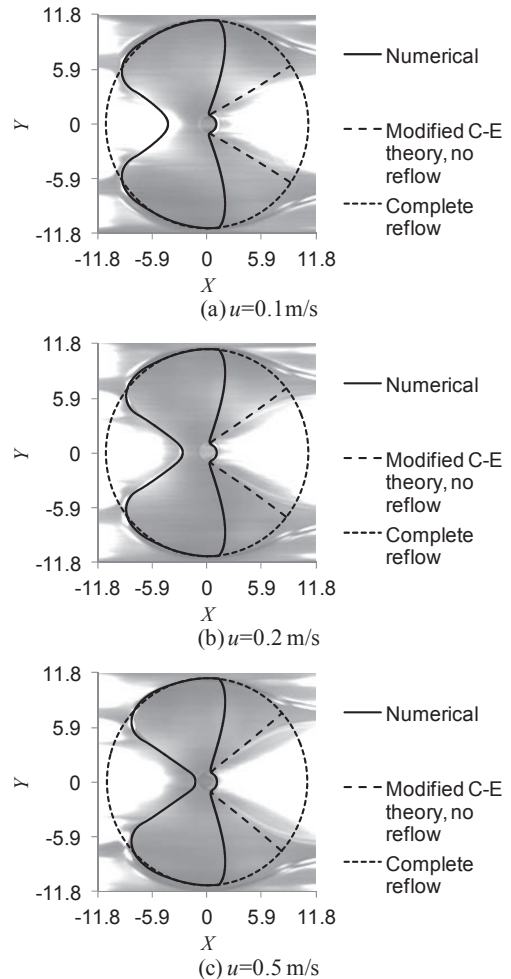 11.8
5.9
0
-5.9
-11.8
Y
-11.8 -5.9 0 5.9 11.8
X
Numerical
Modified C-E
theory, no
reflow
Complete
reflow
(a) u=0.1m/s
11.8
5.9
0
-5.9
-11.8
Y
-11.8 -5.9 0 5.9 11.8
X
Numerical
Modified C-E
theory, no
reflow
Complete
reflow
(b) u=0.2 m/s
11.8
5.9
0
-5.9
-11.8
Y
-11.8 -5.9 0 5.9 11.8
X
Numerical
Modified C-E
theory, no
reflow
Complete
reflow
(c) u=0.5 m/s